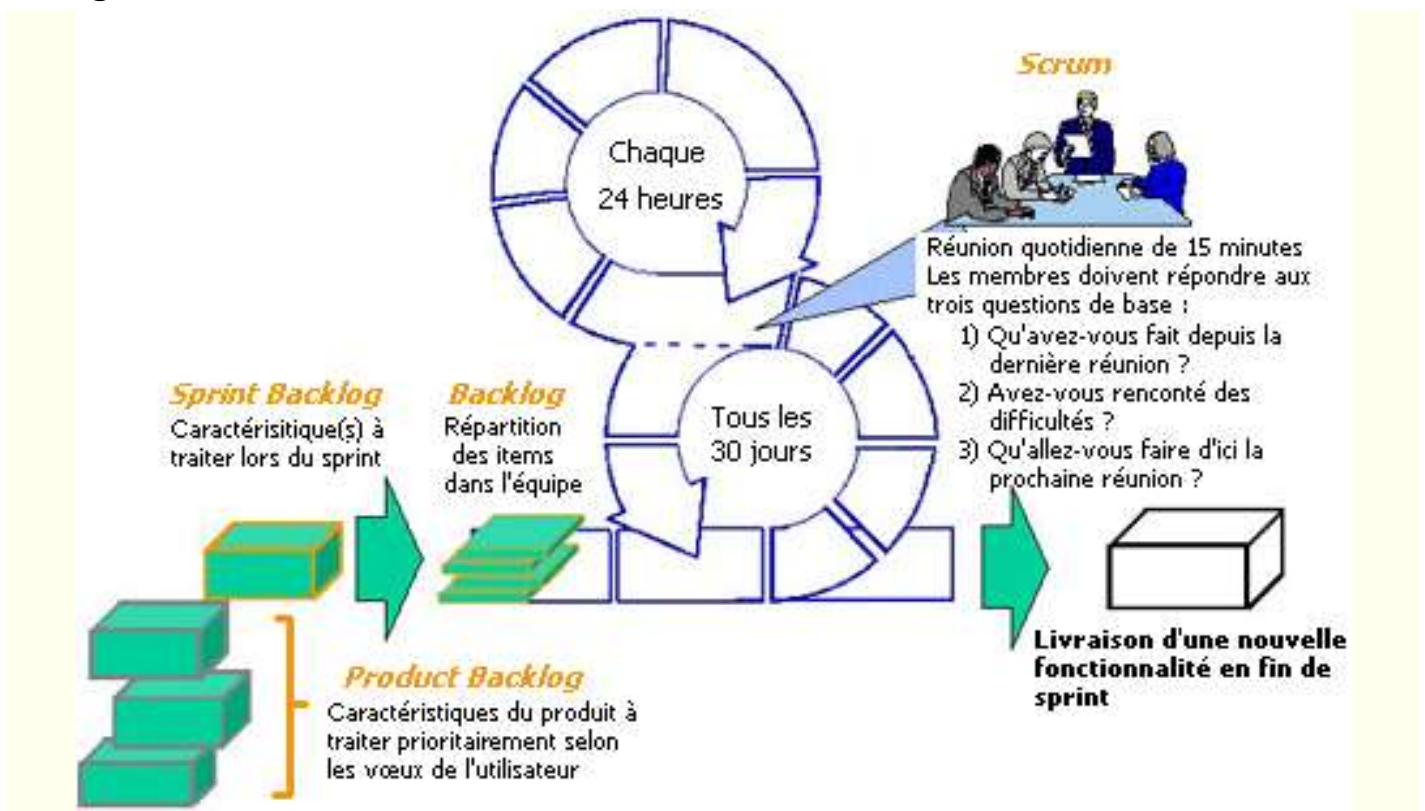 Scrum
Chaque
24 heures
Réunion quotidienne de 15 minutes
Les membres doivent répondre aux
trois questions de base :
1) Qu'avez-vous fait depuis la
dernière réunion ?
2) Avez-vous renconté des
difficultés ?
3) Qu'allez-vous faire d'ici la
prochaine réunion ?
Sprint Backlog
Caractérisitique(s) à
traiter lors du sprint
Backlog
Répartition
des items
dans l'équipe
Tous les
30 jours
Livraison d'une nouvelle
fonctionnalité en fin de
sprint
Product Backlog
Caractéristiques du produit à
traiter prioritairement selon
les vœux de l'utilisateur